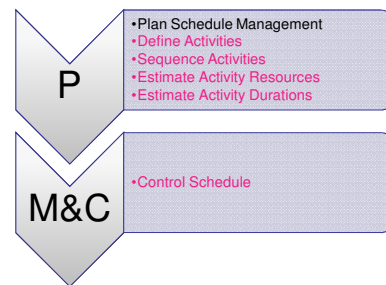 P
•Plan Schedule Management
•Define Activities
•Sequence Activities
•Estimate Activity Resources
•Estimate Activity Durations
M&C
•Control Schedule